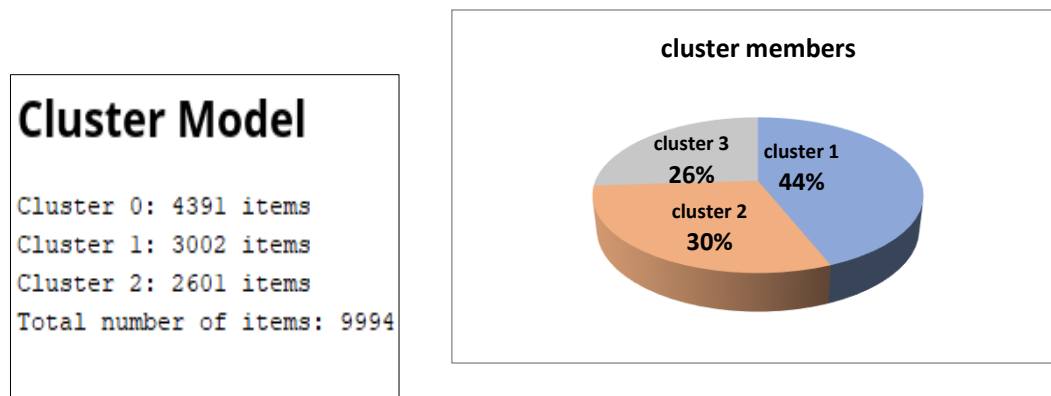 Cluster Model
Cluster 0: 4391 items
Cluster 1: 3002 items
Cluster 2: 2601 items
Total number of items: 9994
cluster members
cluster 3
26%
cluster 1
44%
cluster 2
30%